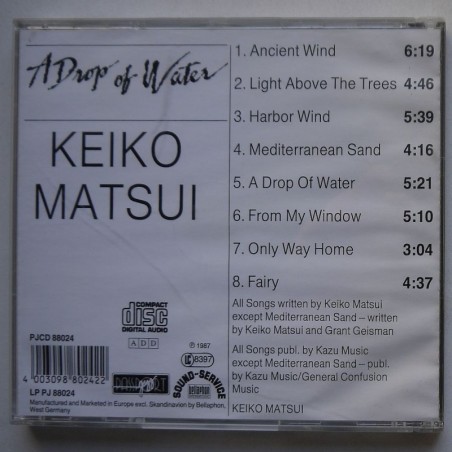 A Drop of Water
KEIKO
MATSUI
1. Ancient Wind 6:19
2. Light Above The Trees 4:46
3. Harbor Wind 5:39
4. Mediterranean Sand 4:16
5. A Drop Of Water 5:21
6. From My Window 5:10
7. Only Way Home 3:04
8. Fairy 4:37
All Songs written by Keiko Matsui
except Mediterranean Sand – written
by Keiko Matsui and Grant Geisman
All Songs publ. by Kazu Music
except Mediterranean Sand – publ.
by Kazu Music/General Confusion
Music
KEIKO MATSUI
COMPACT
disc
DIGITAL AUDIO
ADD
℗ 1987
LC 8397
PJCD 88024
4 003098 802422
SOUND-SERVICE
Bellaphon
LP PJ 88024
Manufactured and Marketed in Europe excl. Skandinavien by Bellaphon,
West Germany